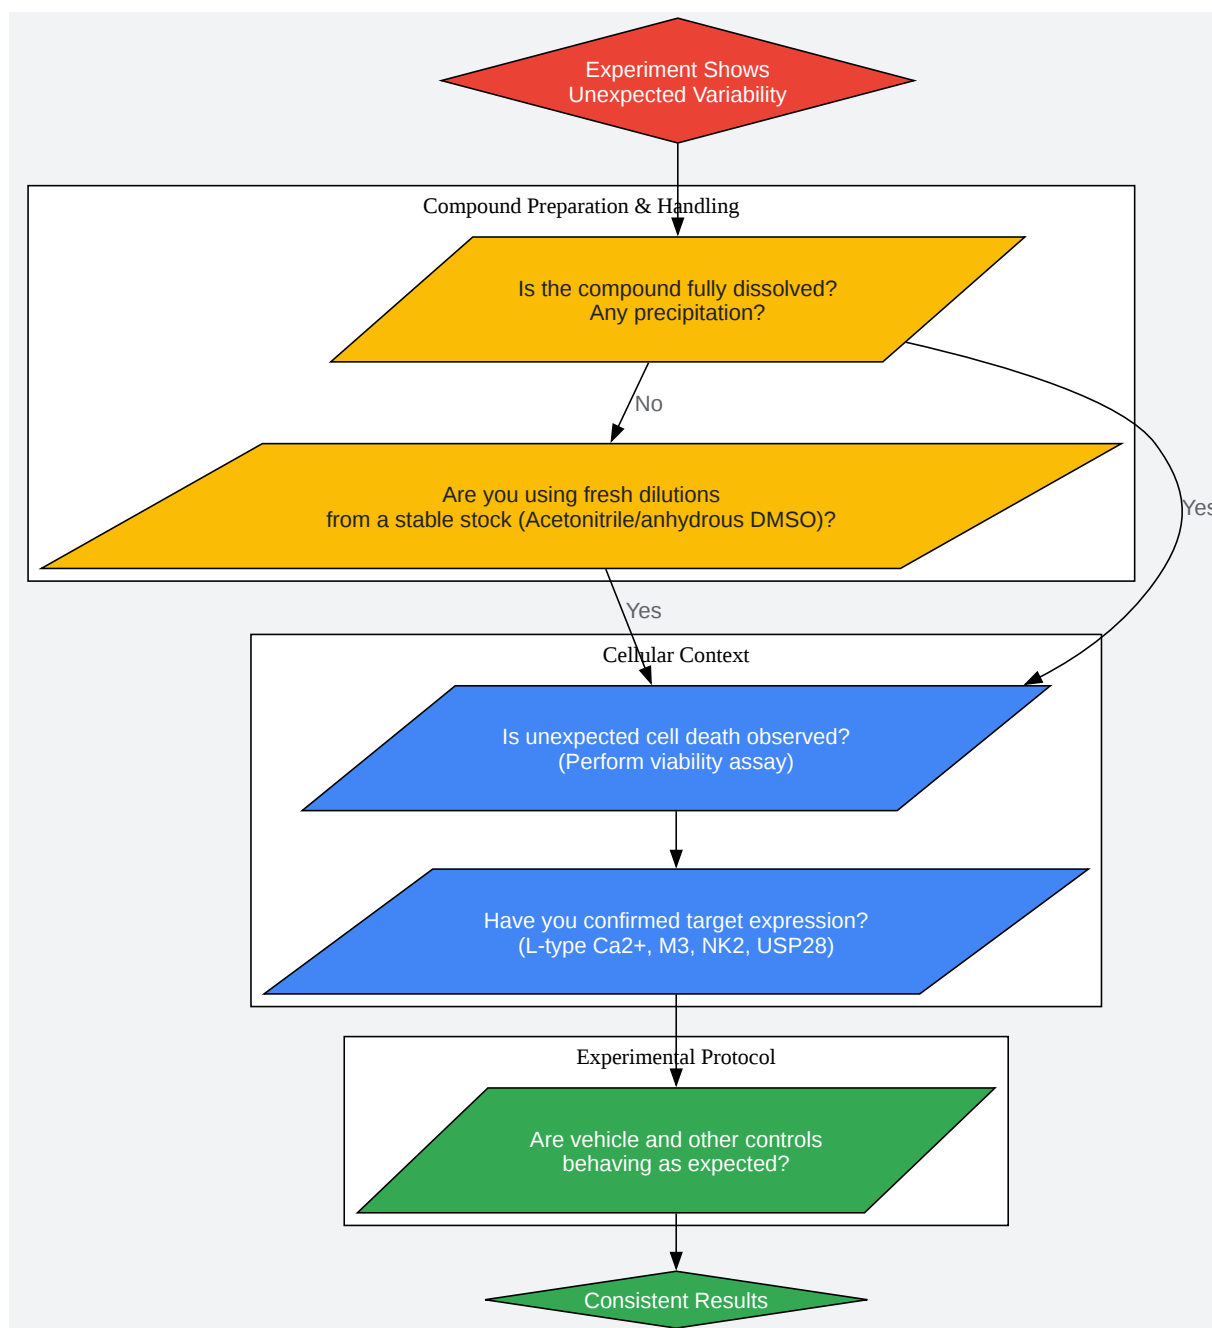 Experiment Shows
Unexpected Variability
Compound Preparation & Handling
Is the compound fully dissolved?
Any precipitation?
No
Are you using fresh dilutions
from a stable stock (Acetonitrile/anhydrous DMSO)?
Yes
Yes
Cellular Context
Is unexpected cell death observed?
(Perform viability assay)
Have you confirmed target expression?
(L-type Ca2+, M3, NK2, USP28)
Experimental Protocol
Are vehicle and other controls
behaving as expected?
Consistent Results